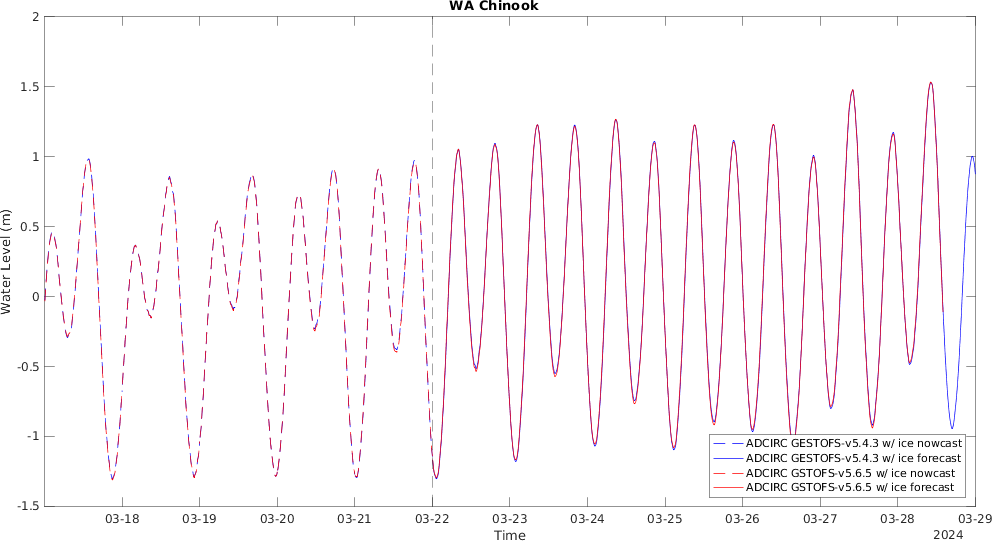 WA Chinook
2
1.5
1
0.5
0
-0.5
-1
-1.5
Water Level (m)
ADCIRC GESTOFS-v5.4.3 w/ ice nowcast
ADCIRC GESTOFS-v5.4.3 w/ ice forecast
ADCIRC GSTOFS-v5.6.5 w/ ice nowcast
ADCIRC GSTOFS-v5.6.5 w/ ice forecast
03-18 03-19 03-20 03-21 03-22 03-23 03-24 03-25 03-26 03-27 03-28 03-29
Time
2024